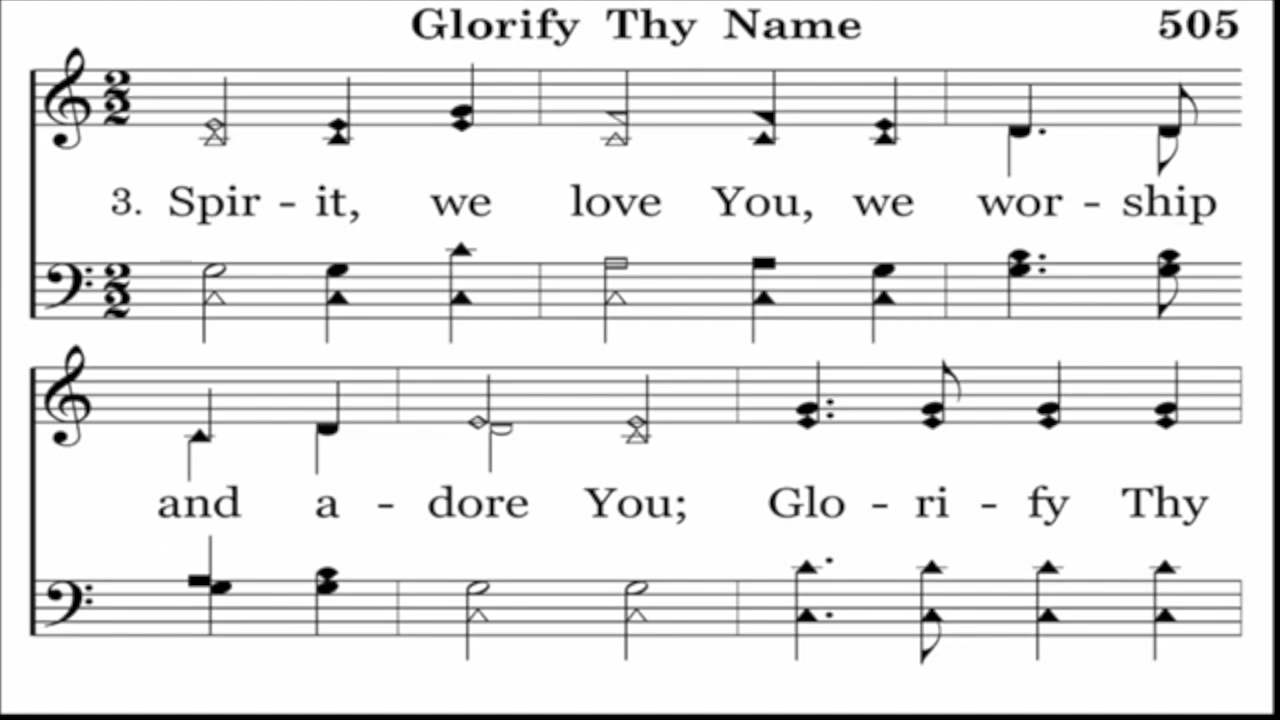 Glorify Thy Name 505
3. Spir - it, we love You, we wor - ship
and a - dore You; Glo - ri - fy Thy